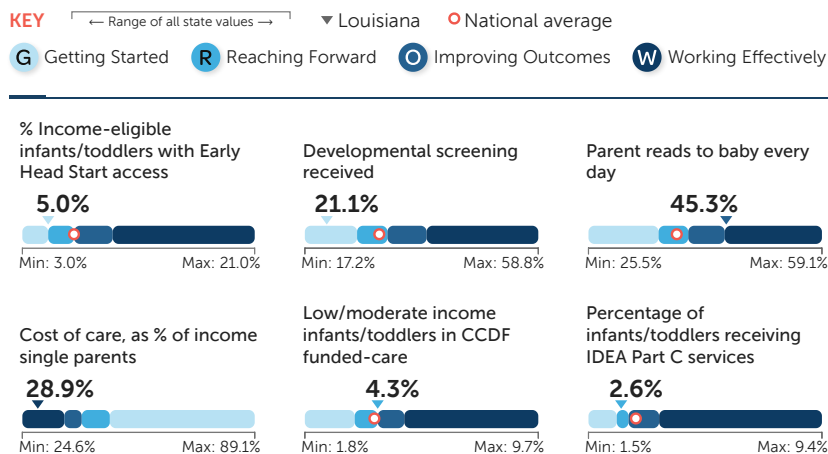 KEY ← Range of all state values → Louisiana National average
G Getting Started R Reaching Forward O Improving Outcomes W Working Effectively
% Income-eligible
infants/toddlers with Early
Head Start access
5.0%
Min: 3.0% Max: 21.0%
Developmental screening
received
21.1%
Min: 17.2% Max: 58.8%
Parent reads to baby every
day
45.3%
Min: 25.5% Max: 59.1%
Cost of care, as % of income
single parents
28.9%
Min: 24.6% Max: 89.1%
Low/moderate income
infants/toddlers in CCDF
funded-care
4.3%
Min: 1.8% Max: 9.7%
Percentage of
infants/toddlers receiving
IDEA Part C services
2.6%
Min: 1.5% Max: 9.4%